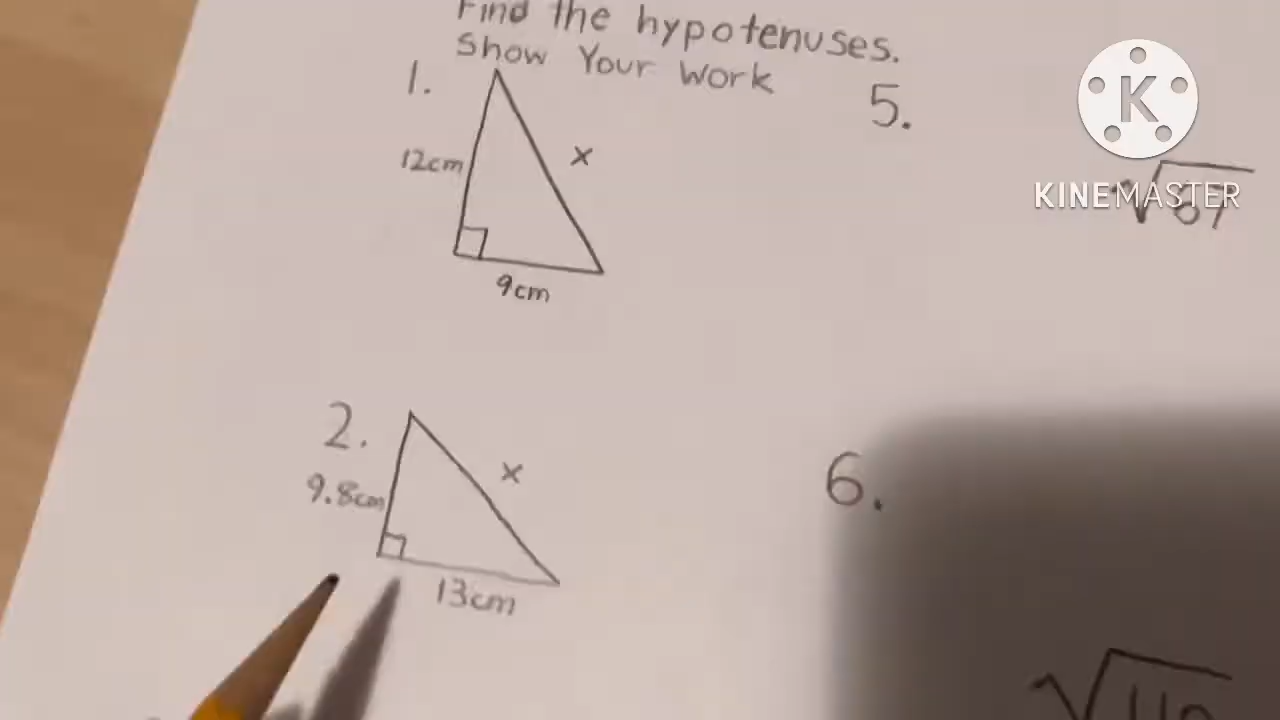 Find the hypotenuses.
Show Your Work
1.
12cm
x
9cm
2.
9.8cm
x
13cm
5.
K
KINEMASTER
6.